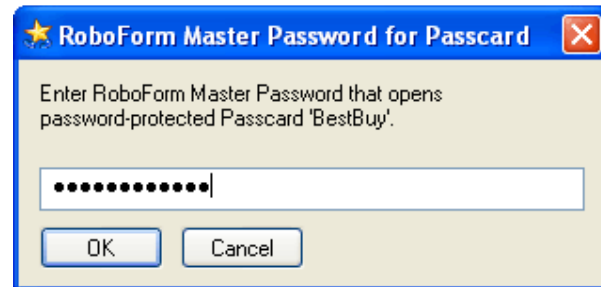 RoboForm Master Password for Passcard
Enter RoboForm Master Password that opens
password-protected Passcard 'BestBuy'.
●●●●●●●●●●●●
OK
Cancel